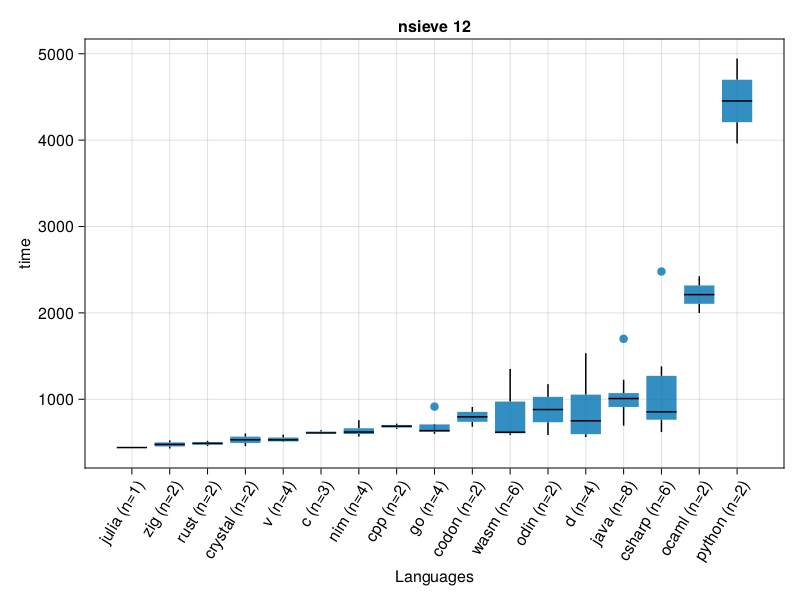 nsieve 12
5000
4000
3000
2000
1000
time
julia (n=1)
zig (n=2)
rust (n=2)
crystal (n=2)
v (n=4)
c (n=3)
nim (n=4)
cpp (n=2)
go (n=4)
codon (n=2)
wasm (n=6)
odin (n=2)
d (n=4)
java (n=8)
csharp (n=6)
ocaml (n=2)
python (n=2)
Languages